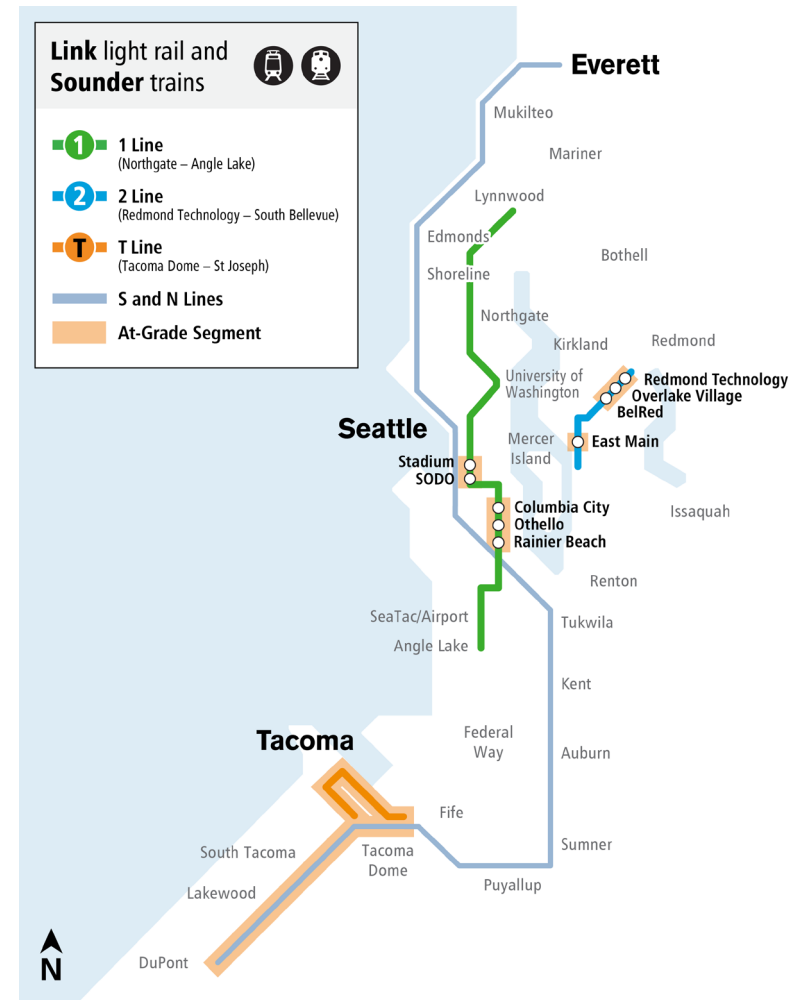 Link light rail and
Sounder trains
1
1 Line
(Northgate – Angle Lake)
2
2 Line
(Redmond Technology – South Bellevue)
T
T Line
(Tacoma Dome – St Joseph)
S and N Lines
At-Grade Segment
Everett
Mukilteo
Mariner
Lynnwood
Edmonds
Bothell
Shoreline
Northgate
Kirkland
Redmond
University of
Washington
Redmond Technology
Overlake Village
BelRed
Seattle
Mercer
Island
East Main
Stadium
SODO
Columbia City
Othello
Rainier Beach
Issaquah
Renton
SeaTac/Airport
Tukwila
Angle Lake
Kent
Federal
Way
Tacoma
Auburn
Fife
South Tacoma
Tacoma
Dome
Sumner
Lakewood
Puyallup
DuPont
N